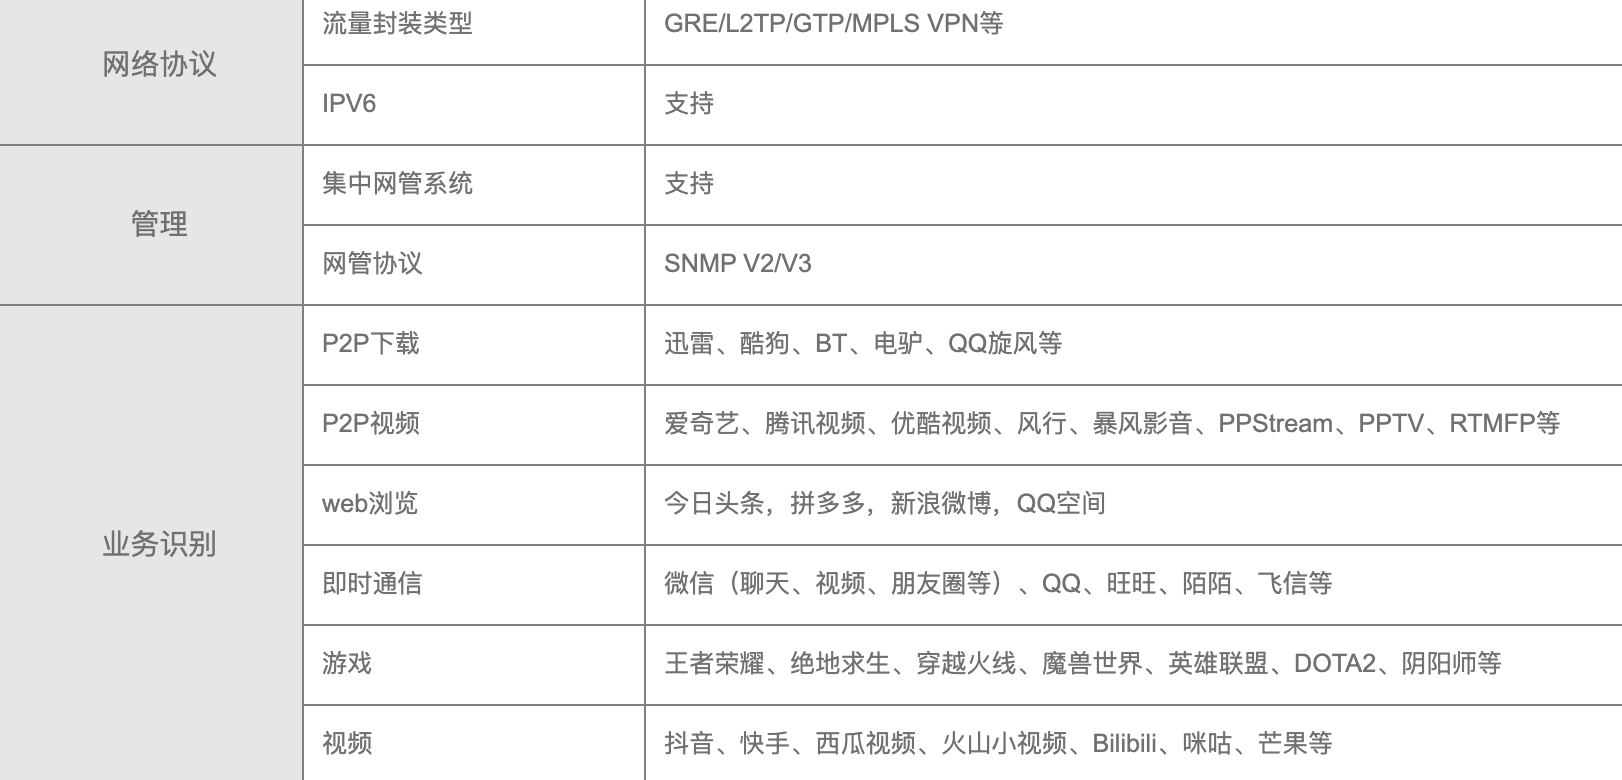 网络协议
流量封装类型
GRE/L2TP/GTP/MPLS VPN等
IPV6
支持
管理
集中网管系统
支持
网管协议
SNMP V2/V3
业务识别
P2P下载
迅雷、酷狗、BT、电驴、QQ旋风等
P2P视频
爱奇艺、腾讯视频、优酷视频、风行、暴风影音、PPStream、PPTV、RTMFP等
web浏览
今日头条，拼多多，新浪微博，QQ空间
即时通信
微信（聊天、视频、朋友圈等）、QQ、旺旺、陌陌、飞信等
游戏
王者荣耀、绝地求生、穿越火线、魔兽世界、英雄联盟、DOTA2、阴阳师等
视频
抖音、快手、西瓜视频、火山小视频、Bilibili、咪咕、芒果等